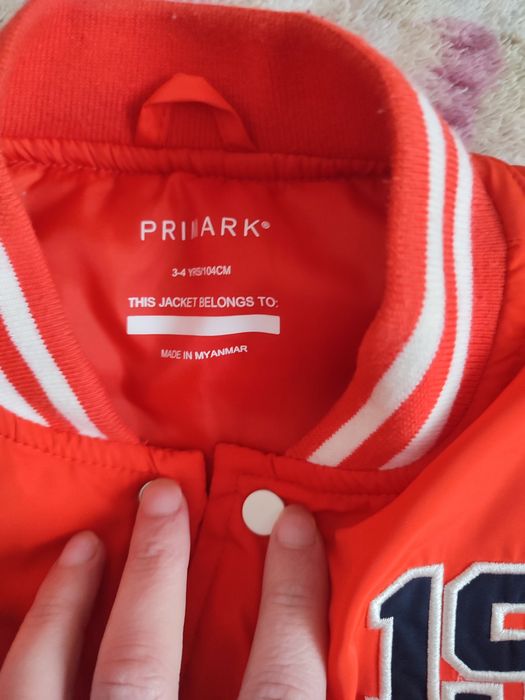 PRIMARK®
3-4 YRS/104CM
THIS JACKET BELONGS TO:
MADE IN MYANMAR